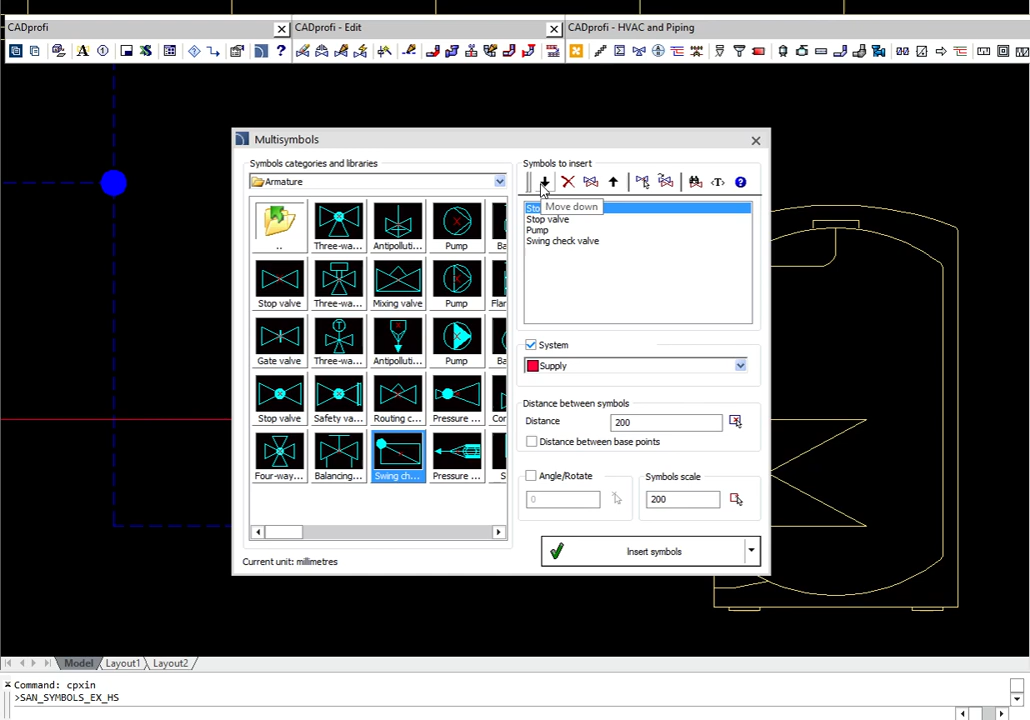 CADprofi
CADprofi - Edit
CADprofi - HVAC and Piping
Multisymbols
Symbols categories and libraries
Armature
..
Three-wa...
Antipolluti...
Pump
Stop valve
Three-wa...
Mixing valve
Pump
Gate valve
Three-wa...
Antipolluti...
Pump
Stop valve
Safety va...
Routing c...
Pressure ...
Four-way...
Balancing...
Swing ch...
Pressure ...
Current unit: millimetres
Symbols to insert
<T>
Move down
Stop valve
Pump
Swing check valve
System
Supply
Distance between symbols
Distance
200
Distance between base points
Angle/Rotate
0
Symbols scale
200
Insert symbols
Model
Layout1
Layout2
Command: cpxin
>SAN_SYMBOLS_EX_HS